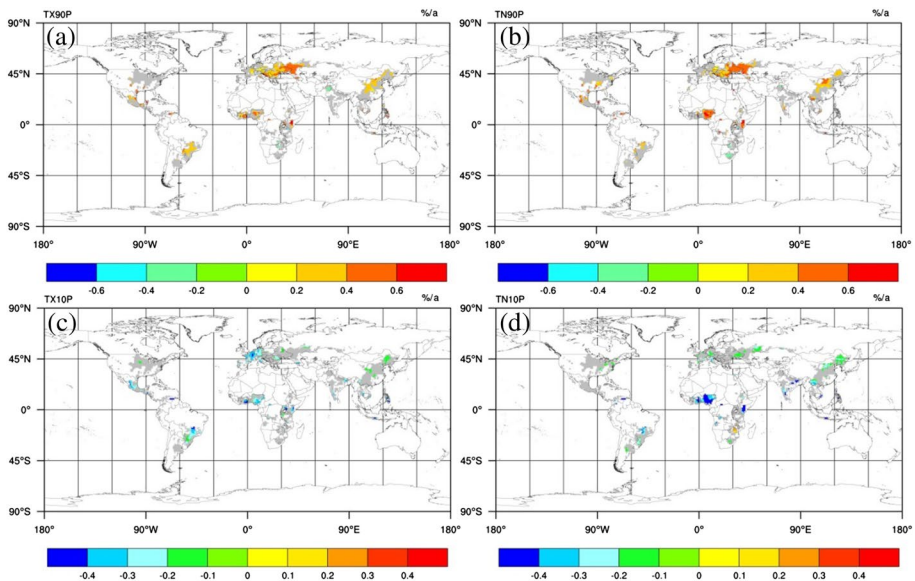 TX90P %/a
(a)
90°N
45°N
0°
45°S
90°S
180° 90°W 0° 90°E 180°
-0.6 -0.4 -0.2 0 0.2 0.4 0.6
TN90P %/a
(b)
90°N
45°N
0°
45°S
90°S
180° 90°W 0° 90°E 180°
-0.6 -0.4 -0.2 0 0.2 0.4 0.6
TX10P %/a
(c)
90°N
45°N
0°
45°S
90°S
180° 90°W 0° 90°E 180°
-0.4 -0.3 -0.2 -0.1 0 0.1 0.2 0.3 0.4
TN10P %/a
(d)
90°N
45°N
0°
45°S
90°S
180° 90°W 0° 90°E 180°
-0.4 -0.3 -0.2 -0.1 0 0.1 0.2 0.3 0.4